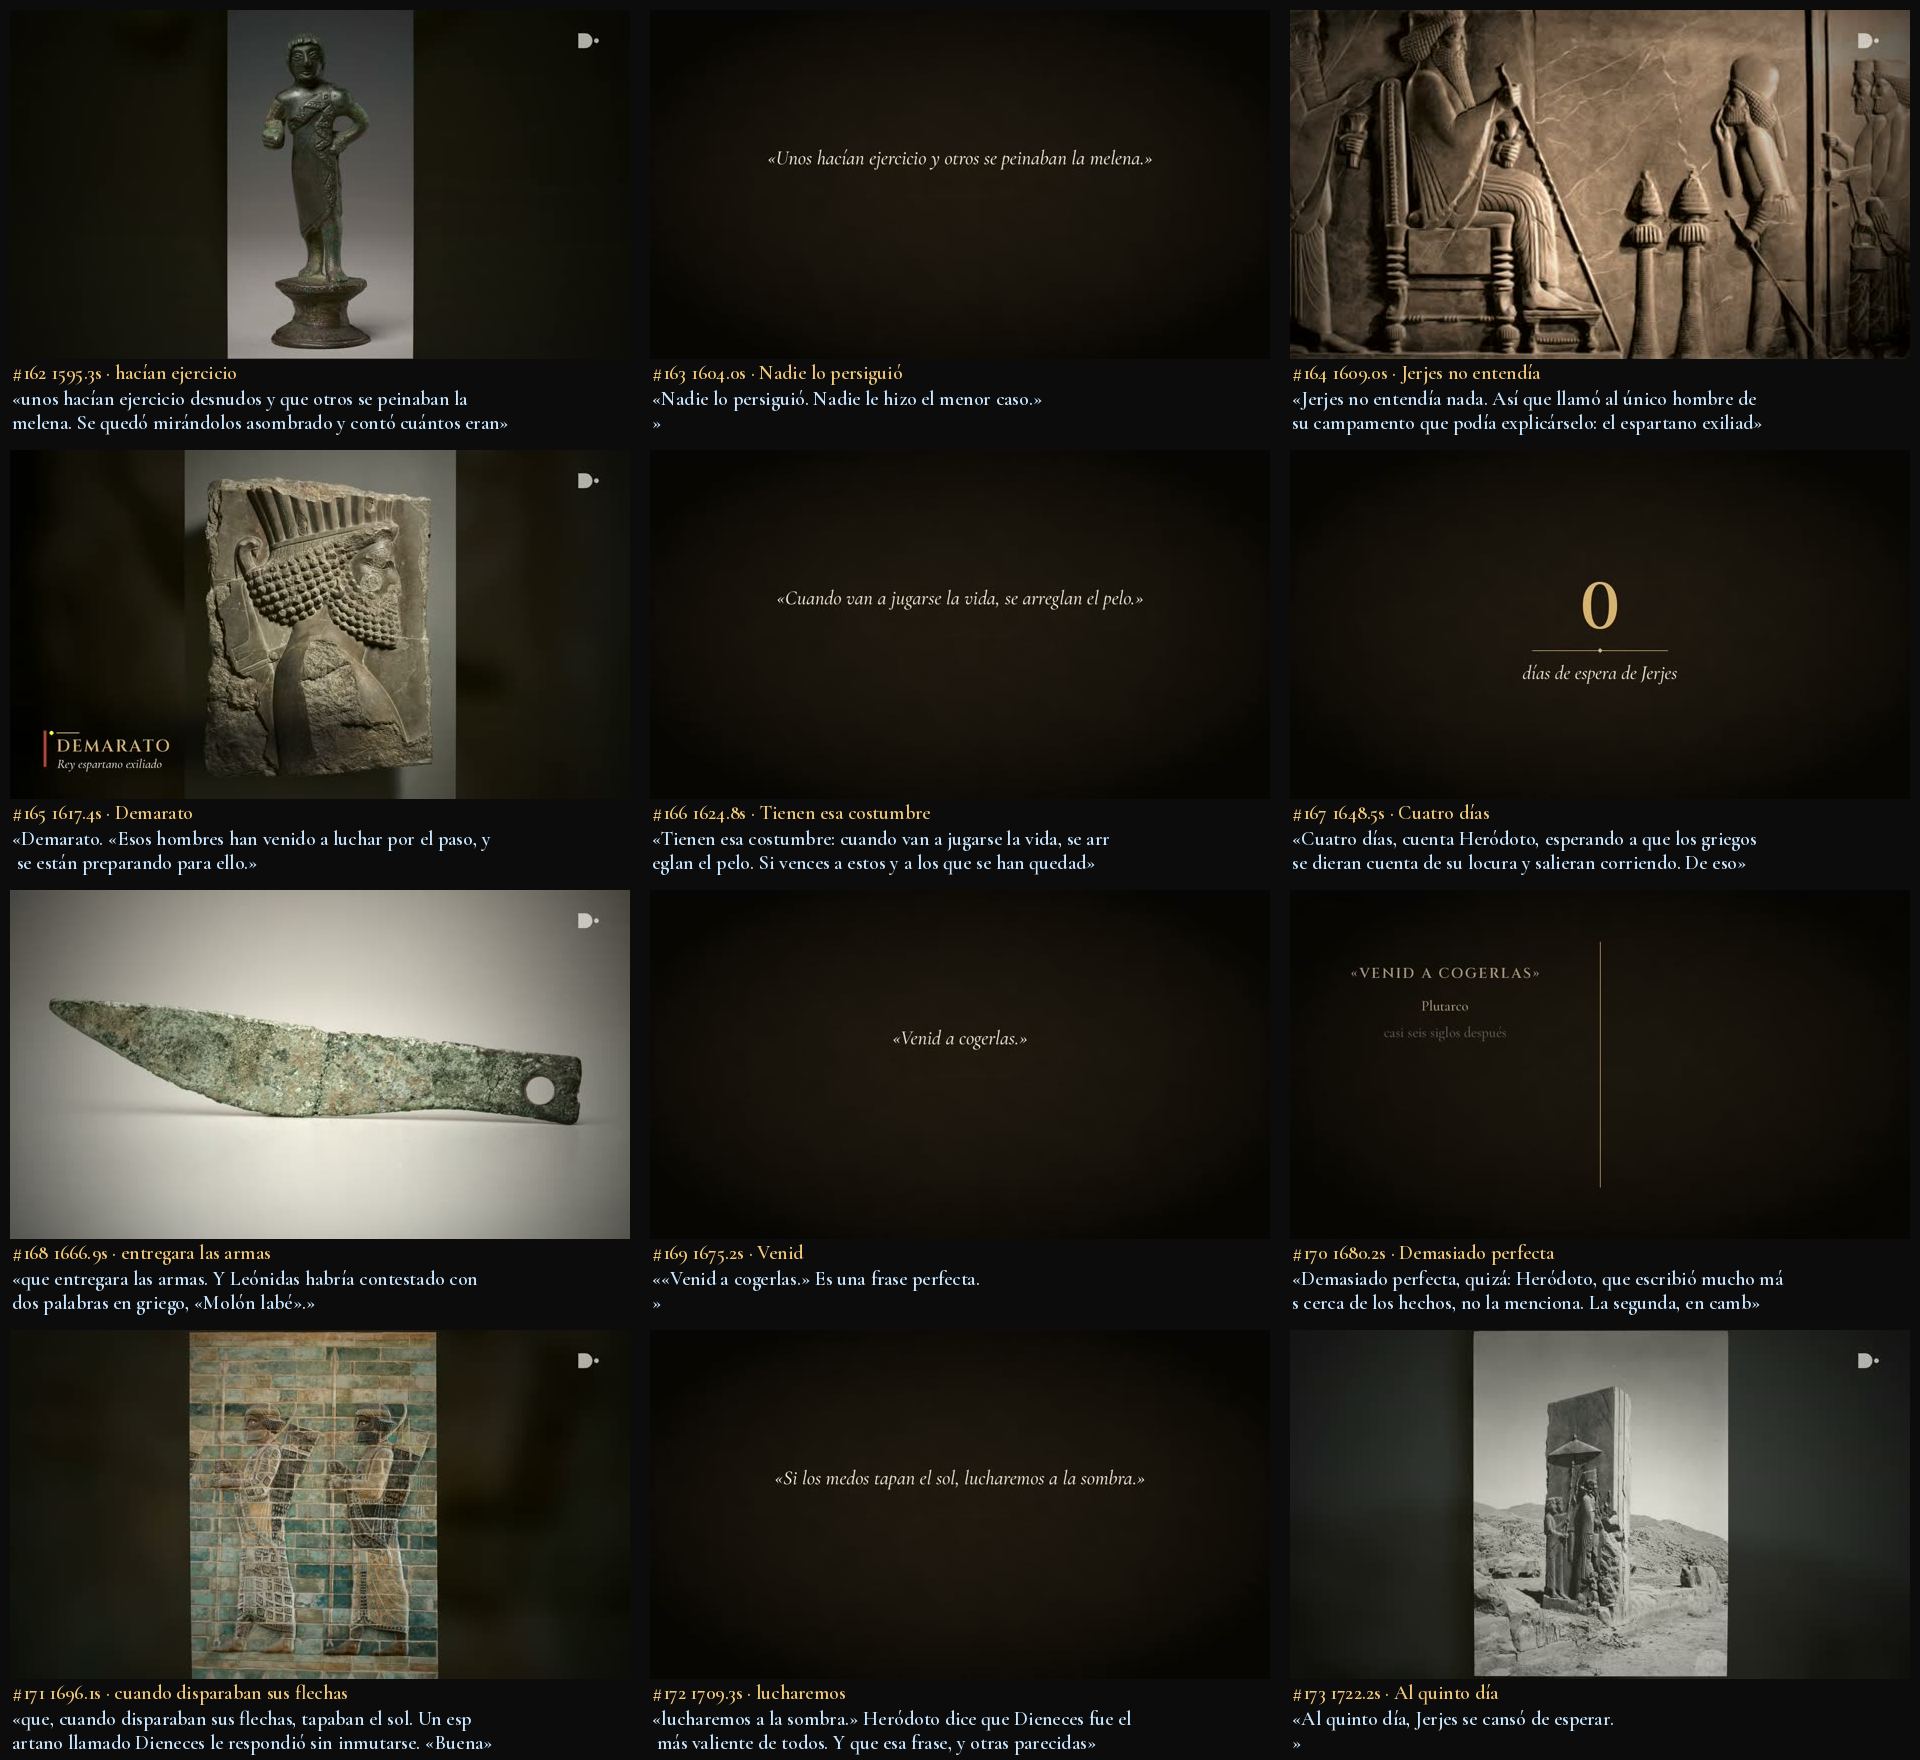 «Unos hacían ejercicio y otros se peinaban la melena.»
#162 1595.3s · hacían ejercicio
«unos hacían ejercicio desnudos y que otros se peinaban la
melena. Se quedó mirándolos asombrado y contó cuántos eran»
#163 1604.0s · Nadie lo persiguió
«Nadie lo persiguió. Nadie le hizo el menor caso.»
»
#164 1609.0s · Jerjes no entendía
«Jerjes no entendía nada. Así que llamó al único hombre de
su campamento que podía explicárselo: el espartano exiliad»
DEMARATO
Rey espartano exiliado
«Cuando van a jugarse la vida, se arreglan el pelo.»
0
días de espera de Jerjes
#165 1617.4s · Demarato
«Demarato. «Esos hombres han venido a luchar por el paso, y
se están preparando para ello.»
#166 1624.8s · Tienen esa costumbre
«Tienen esa costumbre: cuando van a jugarse la vida, se arr
eglan el pelo. Si vences a estos y a los que se han quedad»
#167 1648.5s · Cuatro días
«Cuatro días, cuenta Heródoto, esperando a que los griegos
se dieran cuenta de su locura y salieran corriendo. De eso»
«Venid a cogerlas.»
«VENID A COGERLAS»
Plutarco
casi seis siglos después
#168 1666.9s · entregara las armas
«que entregara las armas. Y Leónidas habría contestado con
dos palabras en griego, «Molón labé».»
#169 1675.2s · Venid
««Venid a cogerlas.» Es una frase perfecta.
»
#170 1680.2s · Demasiado perfecta
«Demasiado perfecta, quizá: Heródoto, que escribió mucho má
s cerca de los hechos, no la menciona. La segunda, en camb»
«Si los medos tapan el sol, lucharemos a la sombra.»
#171 1696.1s · cuando disparaban sus flechas
«que, cuando disparaban sus flechas, tapaban el sol. Un esp
artano llamado Dieneces le respondió sin inmutarse. «Buena»
#172 1709.3s · lucharemos
«lucharemos a la sombra.» Heródoto dice que Dieneces fue el
más valiente de todos. Y que esa frase, y otras parecidas»
#173 1722.2s · Al quinto día
«Al quinto día, Jerjes se cansó de esperar.
»